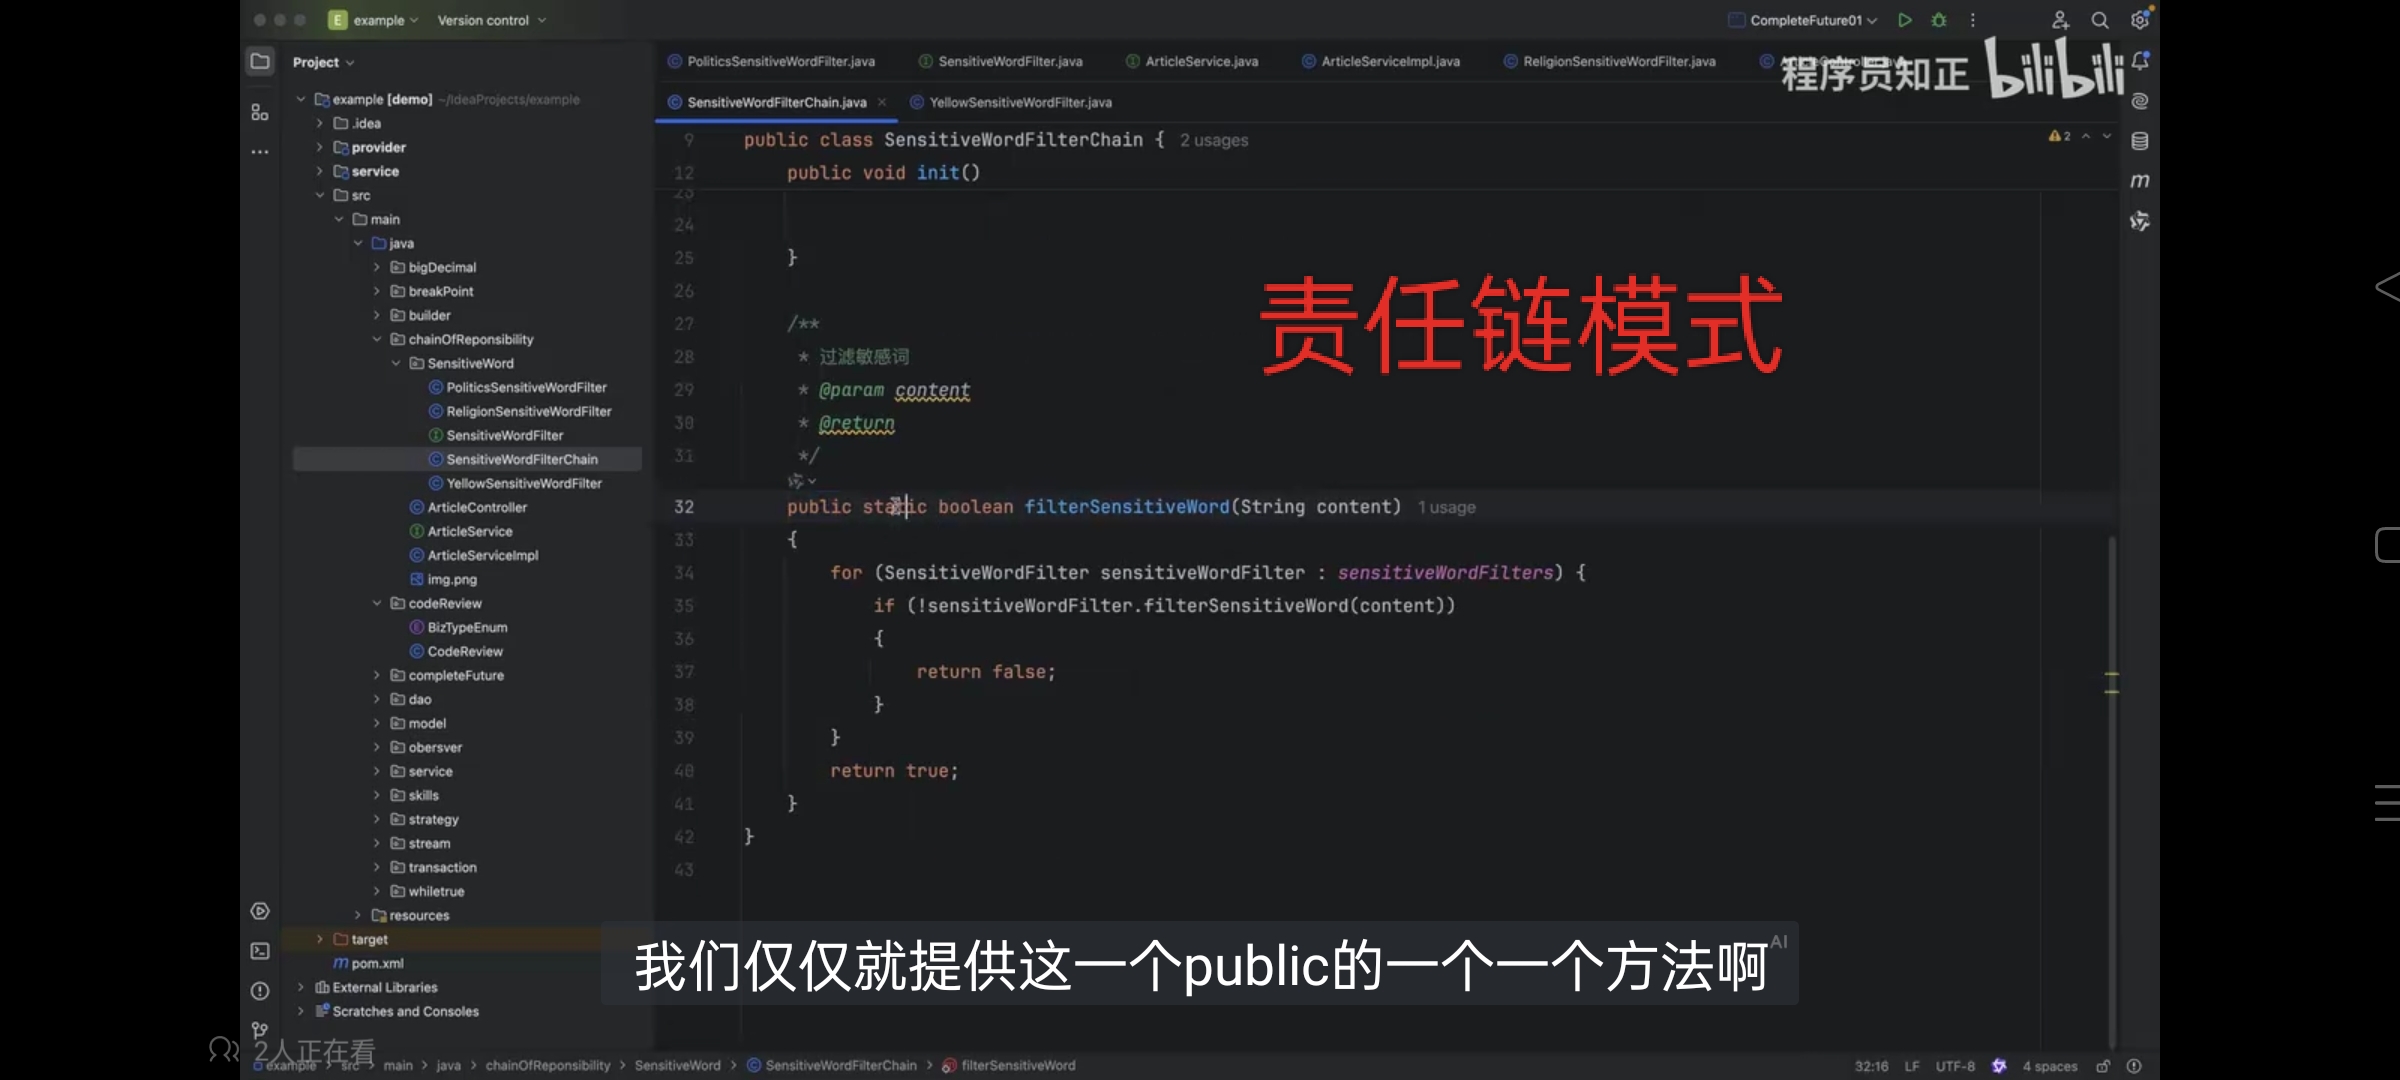 E example Version control CompleteFuture01
Project
PoliticsSensitiveWordFilter.java SensitiveWordFilter.java ArticleService.java ArticleServiceImpl.java ReligionSensitiveWordFilter.java
程序员知正 bilibili
SensitiveWordFilterChain.java YellowSensitiveWordFilter.java
example [demo] ~/IdeaProjects/example
.idea
provider
service
src
main
java
bigDecimal
breakPoint
builder
chainOfReponsibility
SensitiveWord
PoliticsSensitiveWordFilter
ReligionSensitiveWordFilter
SensitiveWordFilter
SensitiveWordFilterChain
YellowSensitiveWordFilter
ArticleController
ArticleService
ArticleServiceImpl
img.png
codeReview
BizTypeEnum
CodeReview
completeFuture
dao
model
obersver
service
skills
strategy
stream
transaction
whiletrue
resources
target
pom.xml
External Libraries
Scratches and Consoles
9 public class SensitiveWordFilterChain { 2 usages
2
12 public void init()
23
24
25 }
26
27 /**
28 * 过滤敏感词
29 * @param content
30 * @return
31 */
32 public static boolean filterSensitiveWord(String content) 1 usage
33 {
34 for (SensitiveWordFilter sensitiveWordFilter : sensitiveWordFilters) {
35 if (!sensitiveWordFilter.filterSensitiveWord(content))
36 {
37 return false;
38 }
39 }
40 return true;
41 }
42 }
43
责任链模式
我们仅仅就提供这一个public的一个一个方法啊 AI
2人正在看
example > src > main > java > chainOfReponsibility > SensitiveWord > SensitiveWordFilterChain > filterSensitiveWord
32:16 LF UTF-8 4 spaces